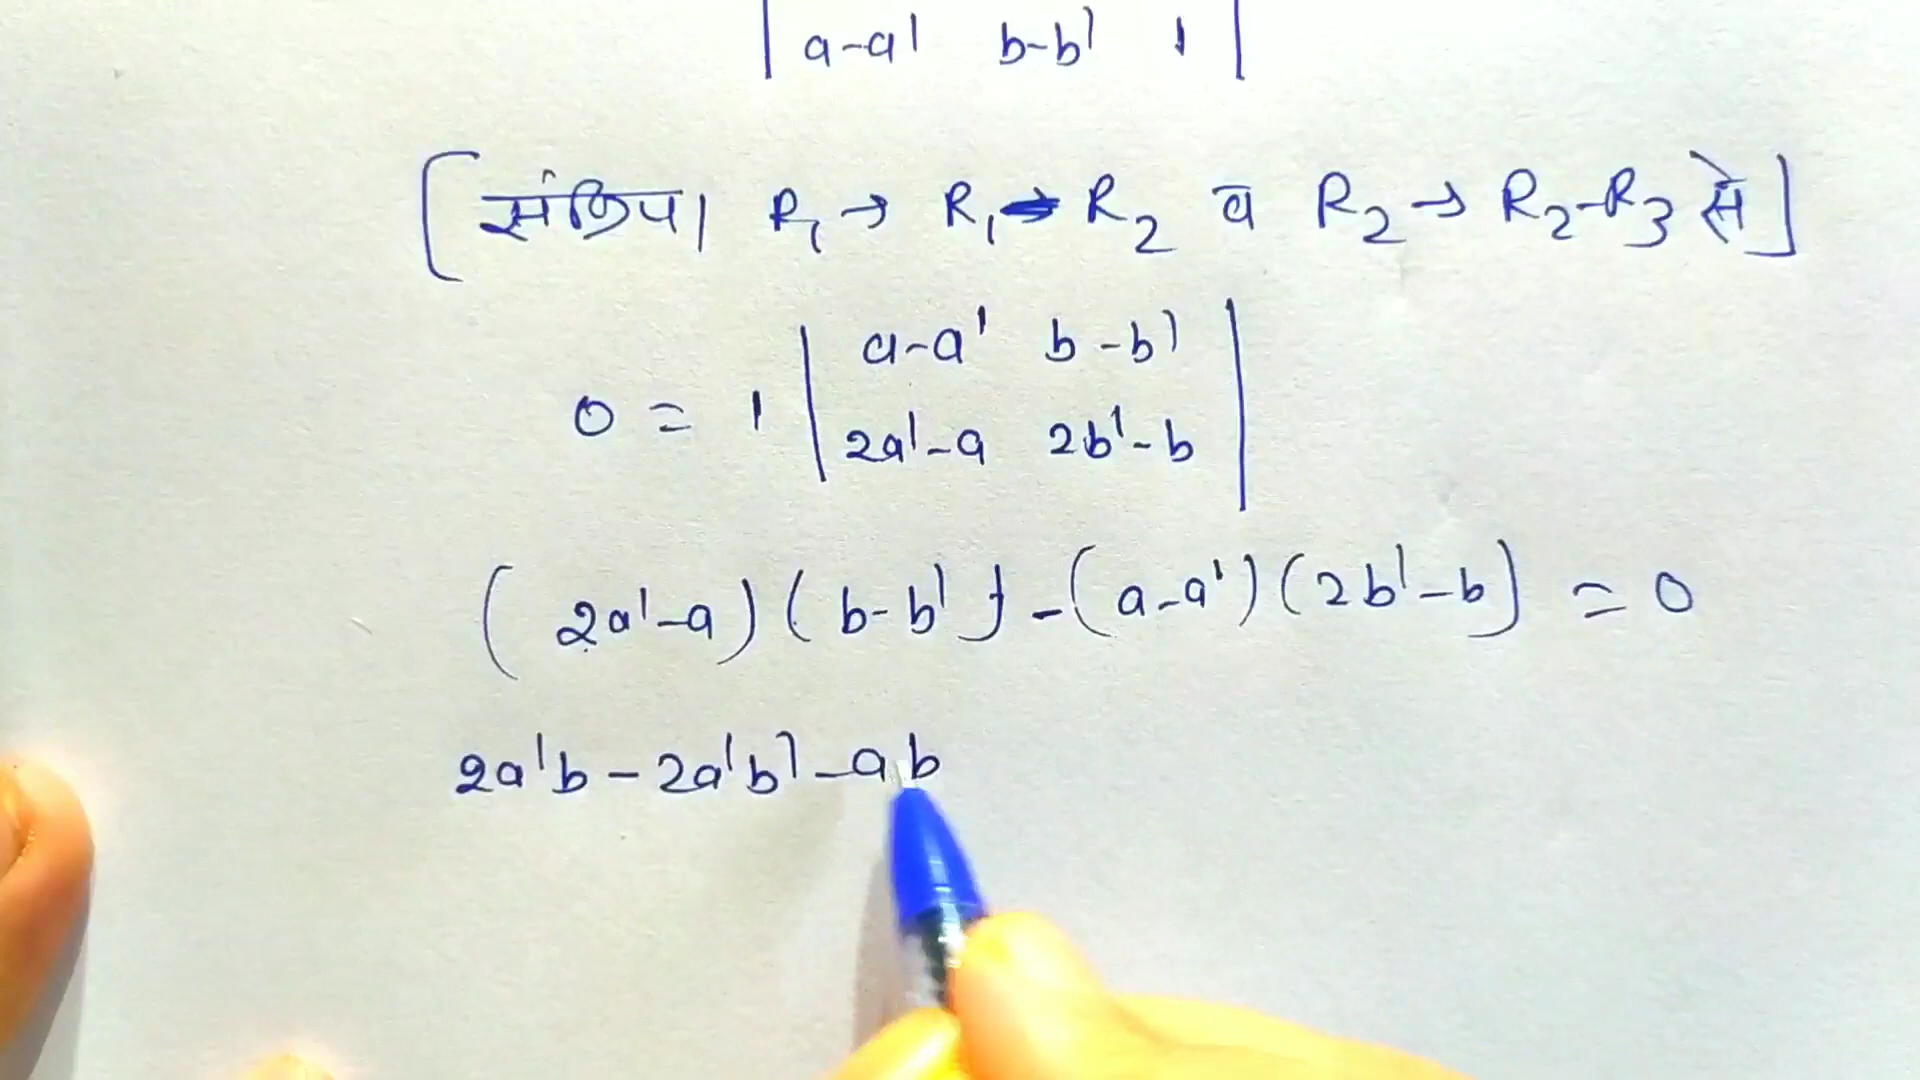 | a-a' b-b' 1 |
[संक्रिया R₁→ R₁-R₂ व R₂→ R₂-R₃ से]
| a-a' b-b' |
0 = 1 | 2a'-a 2b'-b |
(2a'-a)(b-b')-(a-a')(2b'-b) = 0
2a'b-2a'b'-ab